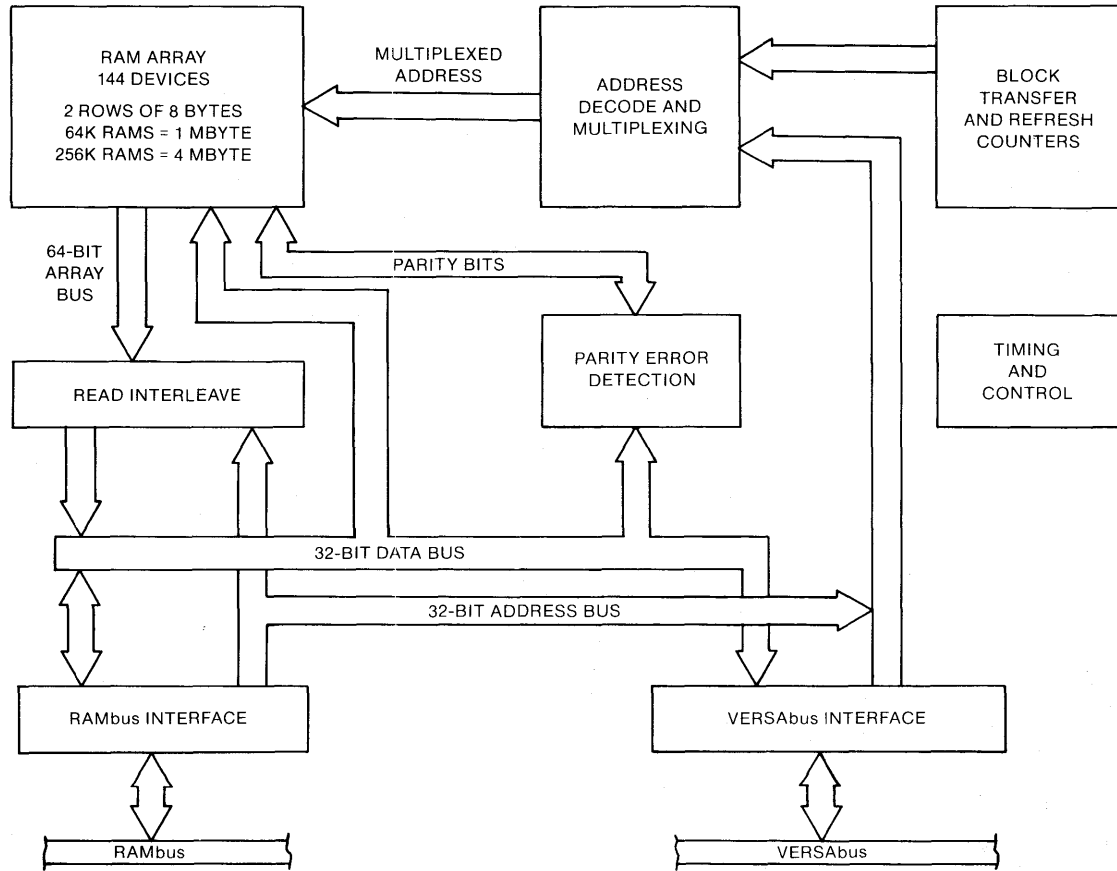 RAM ARRAY
144 DEVICES
2 ROWS OF 8 BYTES
64K RAMS = 1 MBYTE
256K RAMS = 4 MBYTE
MULTIPLEXED
ADDRESS
ADDRESS
DECODE AND
MULTIPLEXING
BLOCK
TRANSFER
AND REFRESH
COUNTERS
64-BIT
ARRAY
BUS
PARITY BITS
READ INTERLEAVE
PARITY ERROR
DETECTION
TIMING
AND
CONTROL
32-BIT DATA BUS
32-BIT ADDRESS BUS
RAMbus INTERFACE
VERSAbus INTERFACE
RAMbus
VERSAbus